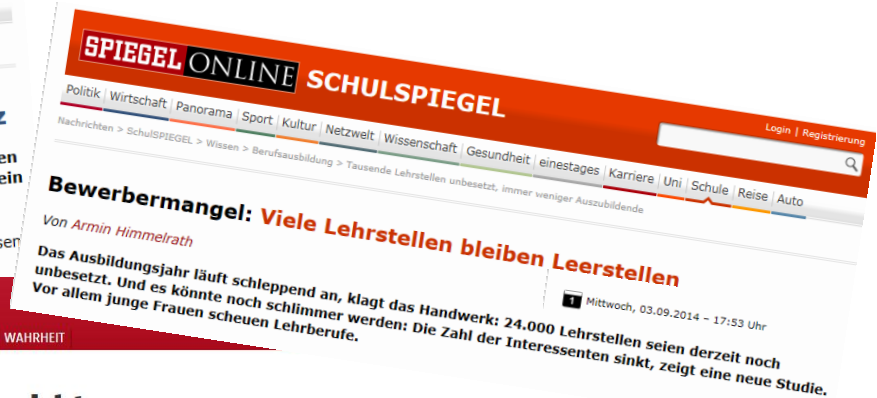 SPIEGEL ONLINE SCHULSPIEGEL
Login | Registrierung
Politik Wirtschaft Panorama Sport Kultur Netzwelt Wissenschaft Gesundheit einestages Karriere Uni Schule Reise Auto
Nachrichten > SchulSPIEGEL > Wissen > Berufsausbildung > Tausende Lehrstellen unbesetzt, immer weniger Auszubildende
Bewerbermangel: Viele Lehrstellen bleiben Leerstellen
Von Armin Himmelrath
1 Mittwoch, 03.09.2014 – 17:53 Uhr
Das Ausbildungsjahr läuft schleppend an, klagt das Handwerk: 24.000 Lehrstellen seien derzeit noch
unbesetzt. Und es könnte noch schlimmer werden: Die Zahl der Interessenten sinkt, zeigt eine neue Studie.
Vor allem junge Frauen scheuen Lehrberufe.
WAHRHEIT